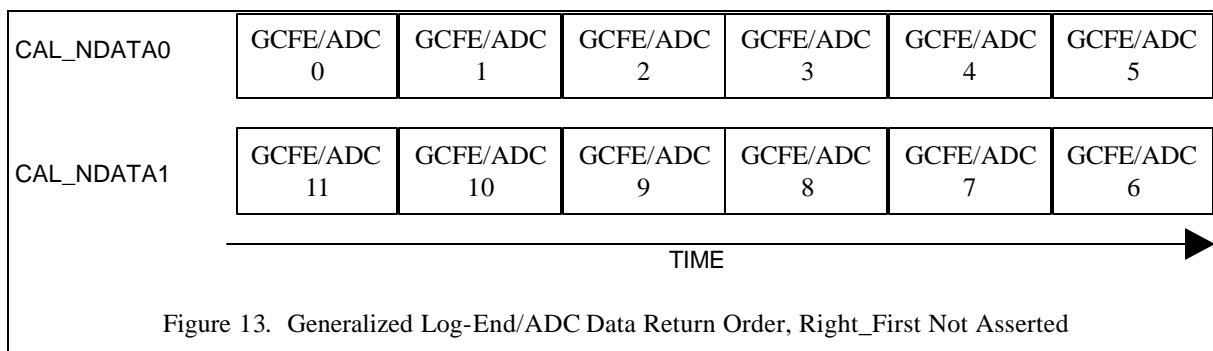 CAL_NDATA0
GCFE/ADC GCFE/ADC GCFE/ADC GCFE/ADC GCFE/ADC GCFE/ADC
0 1 2 3 4 5
CAL_NDATA1
GCFE/ADC GCFE/ADC GCFE/ADC GCFE/ADC GCFE/ADC GCFE/ADC
11 10 9 8 7 6
TIME
Figure 13. Generalized Log-End/ADC Data Return Order, Right_First Not Asserted